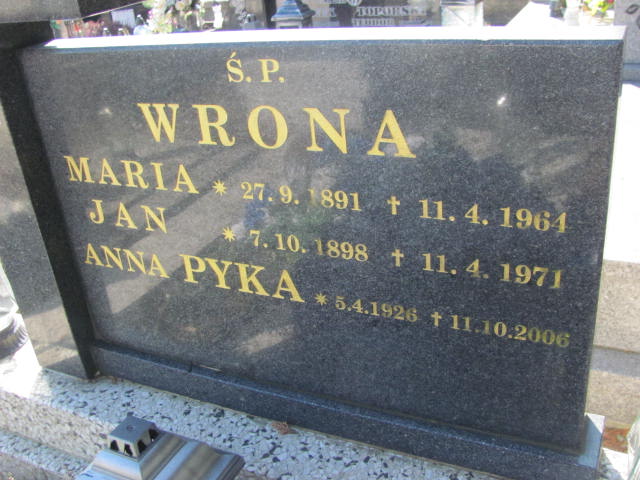 Ś. P.
WRONA
MARIA * 27. 9. 1891 † 11. 4. 1964
JAN * 7. 10. 1898 † 11. 4. 1971
ANNA PYKA * 5.4.1926 † 11.10.2006